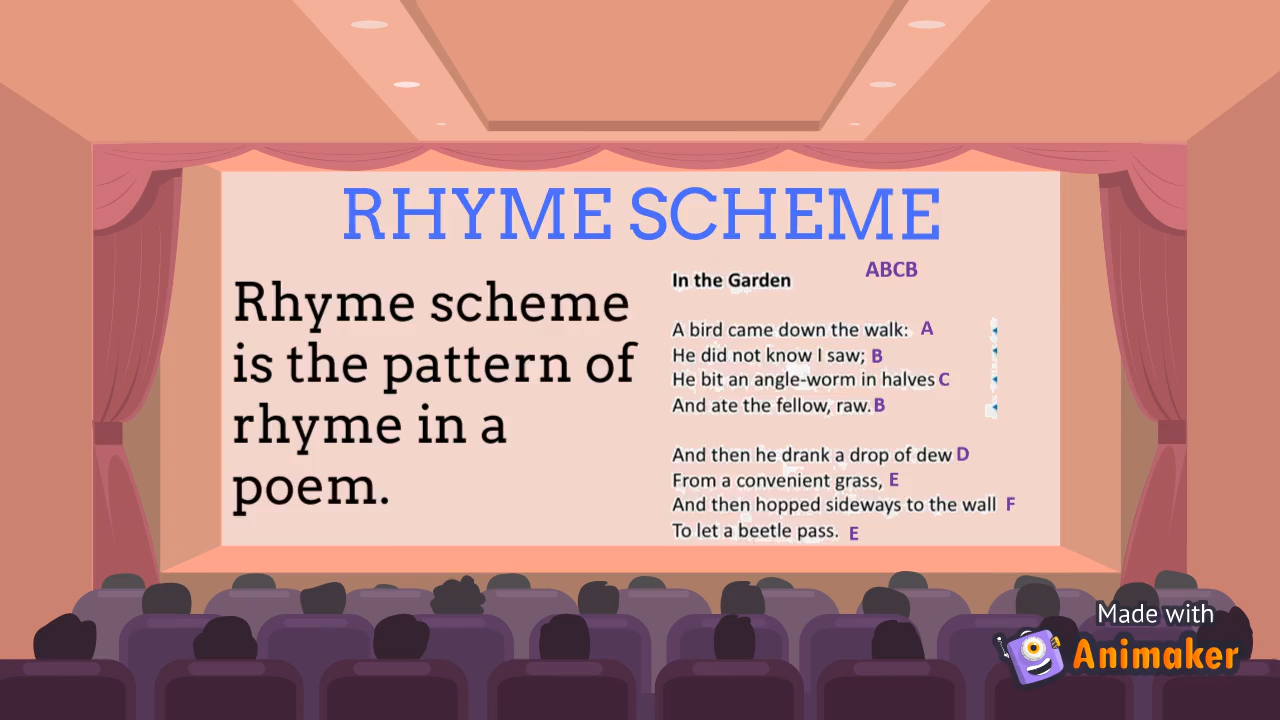 RHYME SCHEME
Rhyme scheme
is the pattern of
rhyme in a
poem.
In the Garden
ABCB
A bird came down the walk: A
He did not know I saw; B
He bit an angle-worm in halves C
And ate the fellow, raw. B
And then he drank a drop of dew D
From a convenient grass, E
And then hopped sideways to the wall F
To let a beetle pass. E
Made with
Animaker